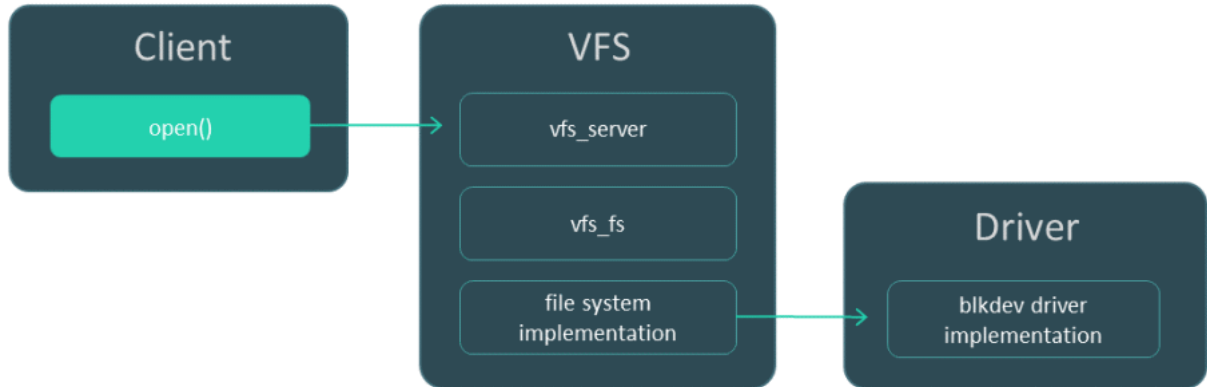 Client
open()
VFS
vfs_server
vfs_fs
file system
implementation
Driver
blkdev driver
implementation